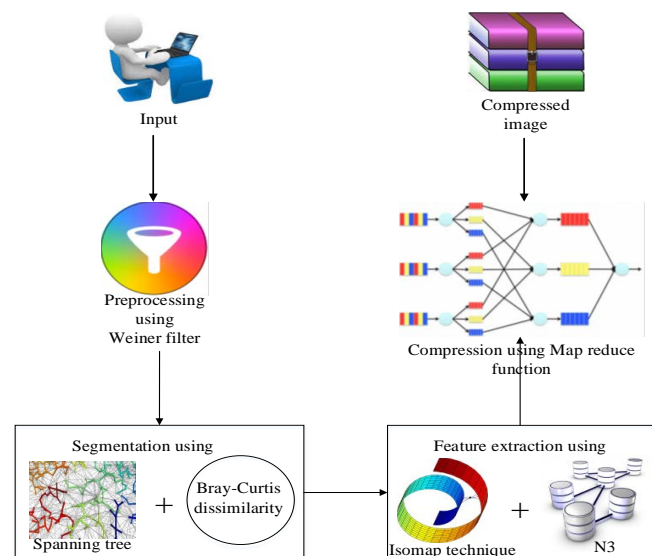 Input
Compressed
image
Preprocessing
using
Weiner filter
Compression using Map reduce
function
Segmentation using
Bray-Curtis
dissimilarity
+
Spanning tree
Feature extraction using
+
Isomap technique
N3